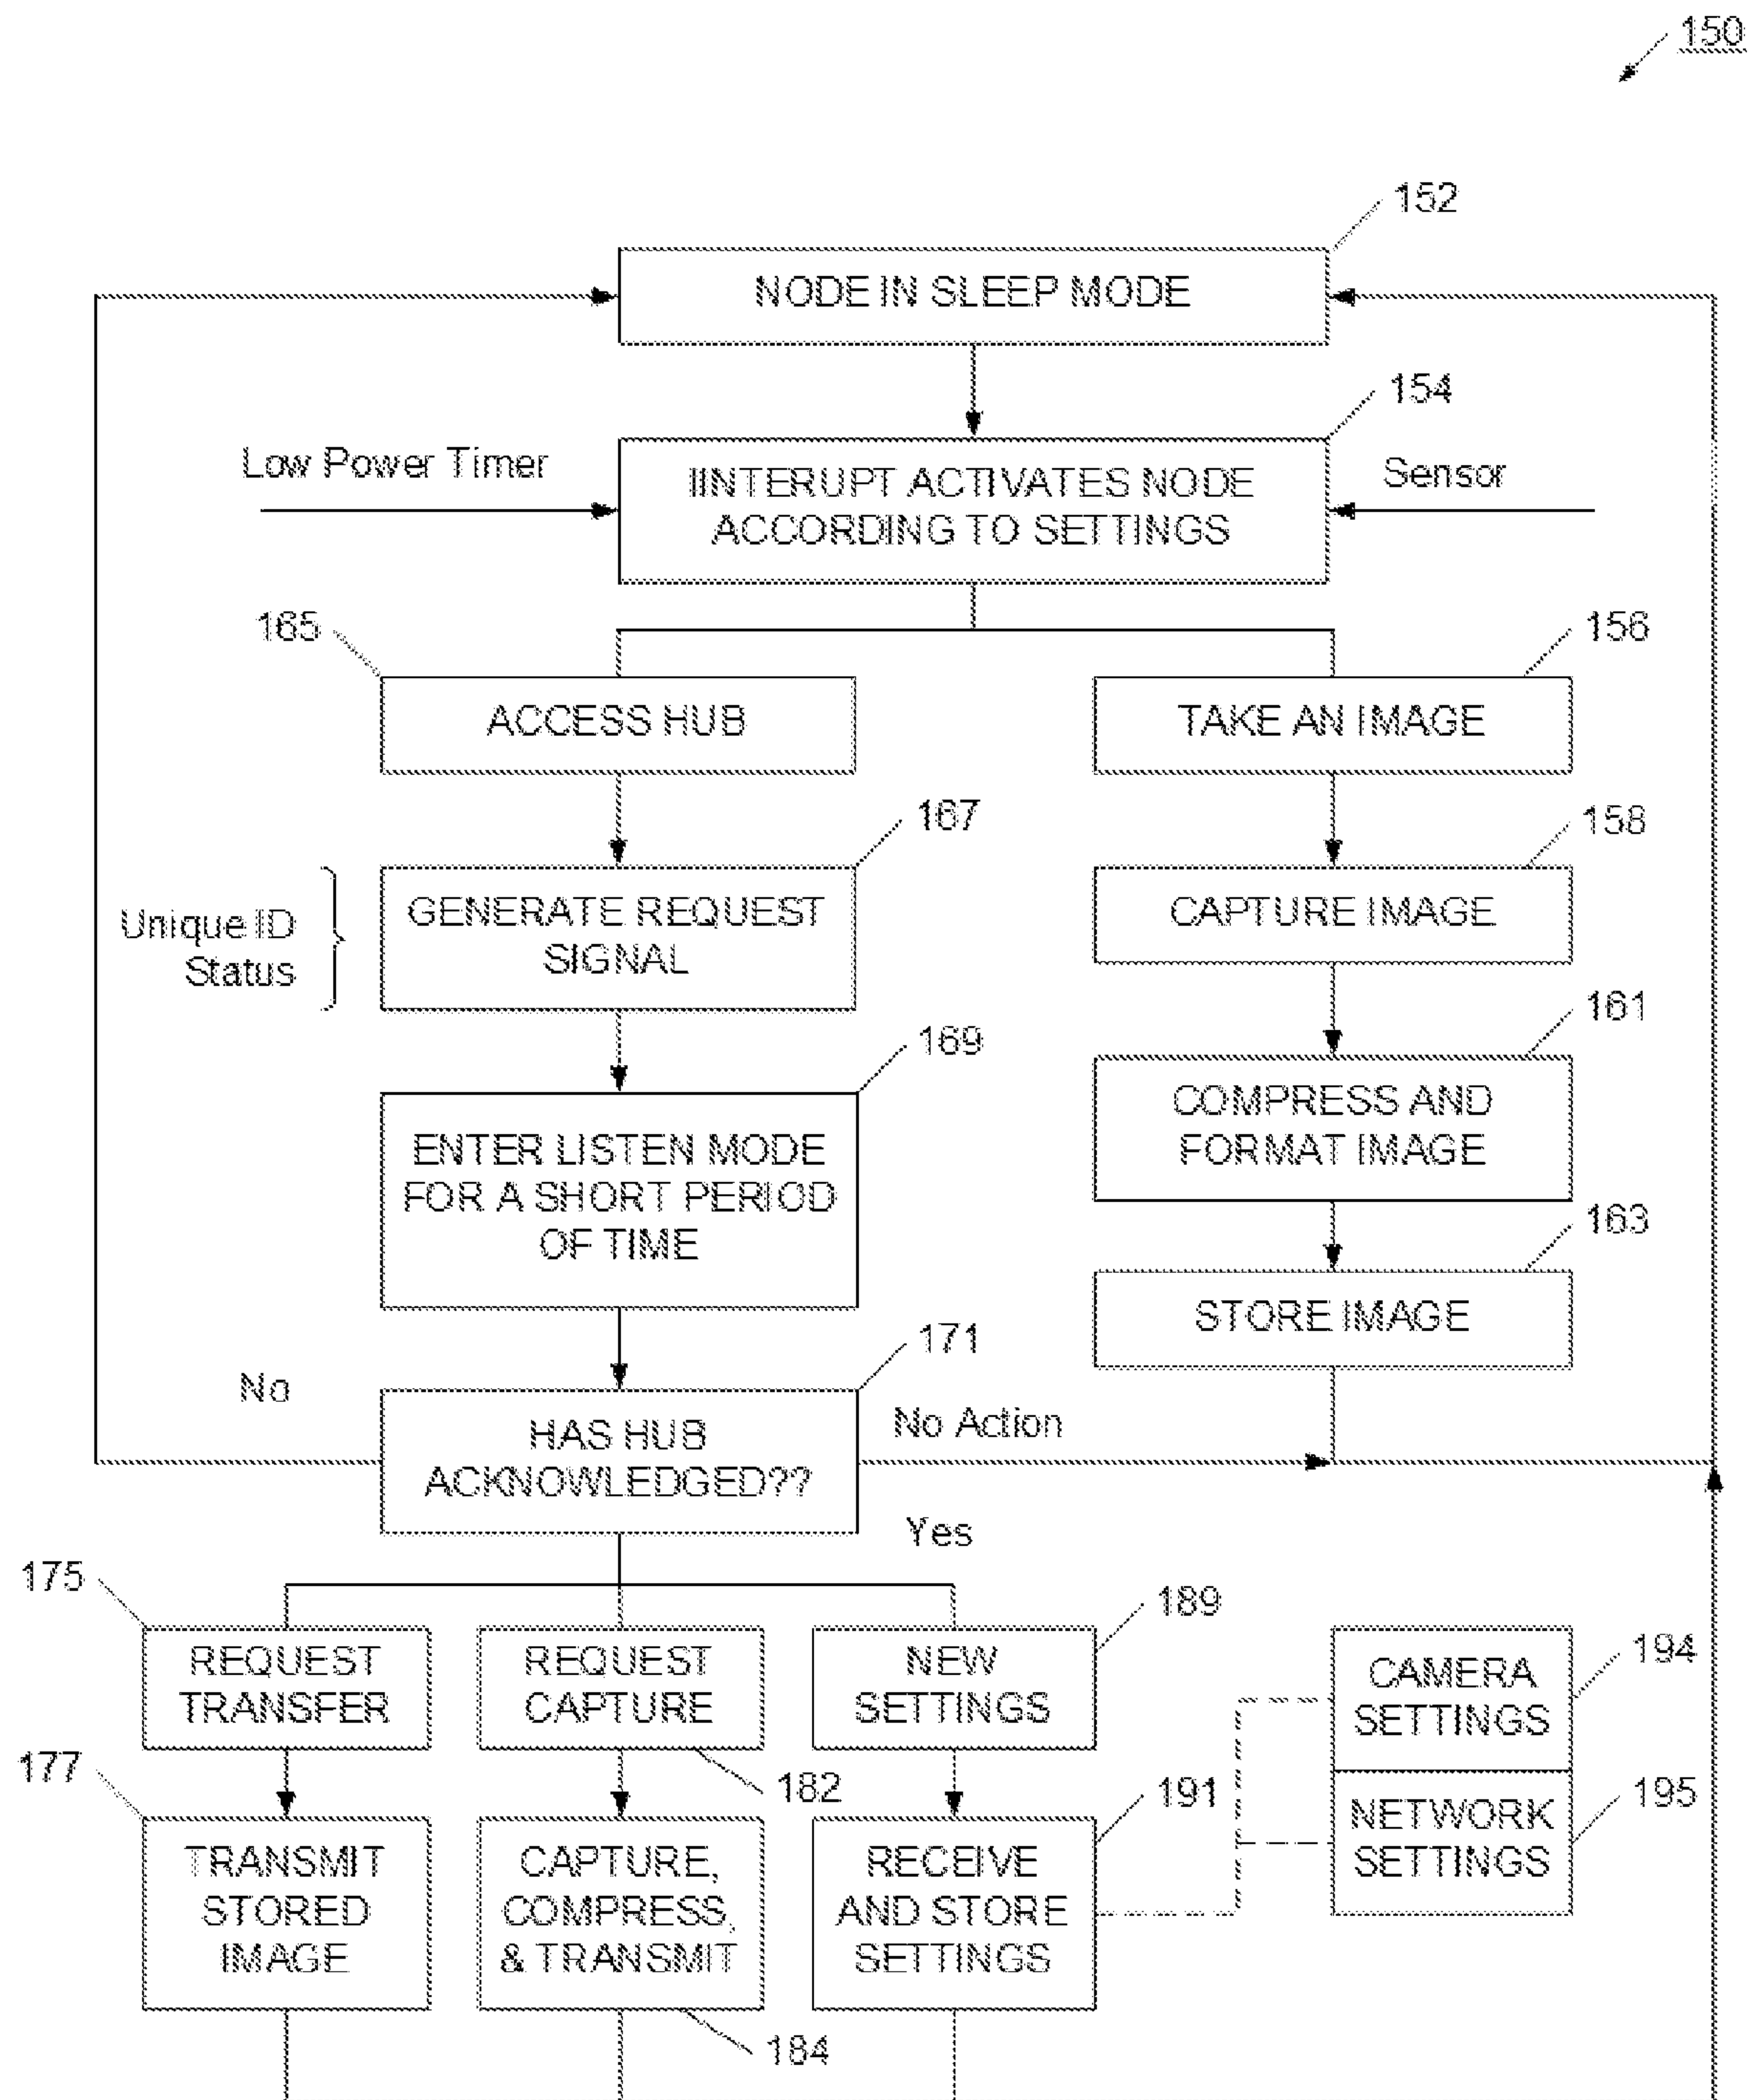 150
152
NODE IN SLEEP MODE
154
Low Power Timer
IINTERUPT ACTIVATES NODE
ACCORDING TO SETTINGS
Sensor
165
156
ACCESS HUB
TAKE AN IMAGE
167
158
Unique ID
Status
GENERATE REQUEST
SIGNAL
CAPTURE IMAGE
169
161
ENTER LISTEN MODE
FOR A SHORT PERIOD
OF TIME
COMPRESS AND
FORMAT IMAGE
163
STORE IMAGE
171
No
HAS HUB
ACKNOWLEDGED??
No Action
Yes
175
189
REQUEST
TRANSFER
REQUEST
CAPTURE
NEW
SETTINGS
CAMERA
SETTINGS
194
177
182
191
NETWORK
SETTINGS
195
TRANSMIT
STORED
IMAGE
CAPTURE,
COMPRESS,
& TRANSMIT
RECEIVE
AND STORE
SETTINGS
184